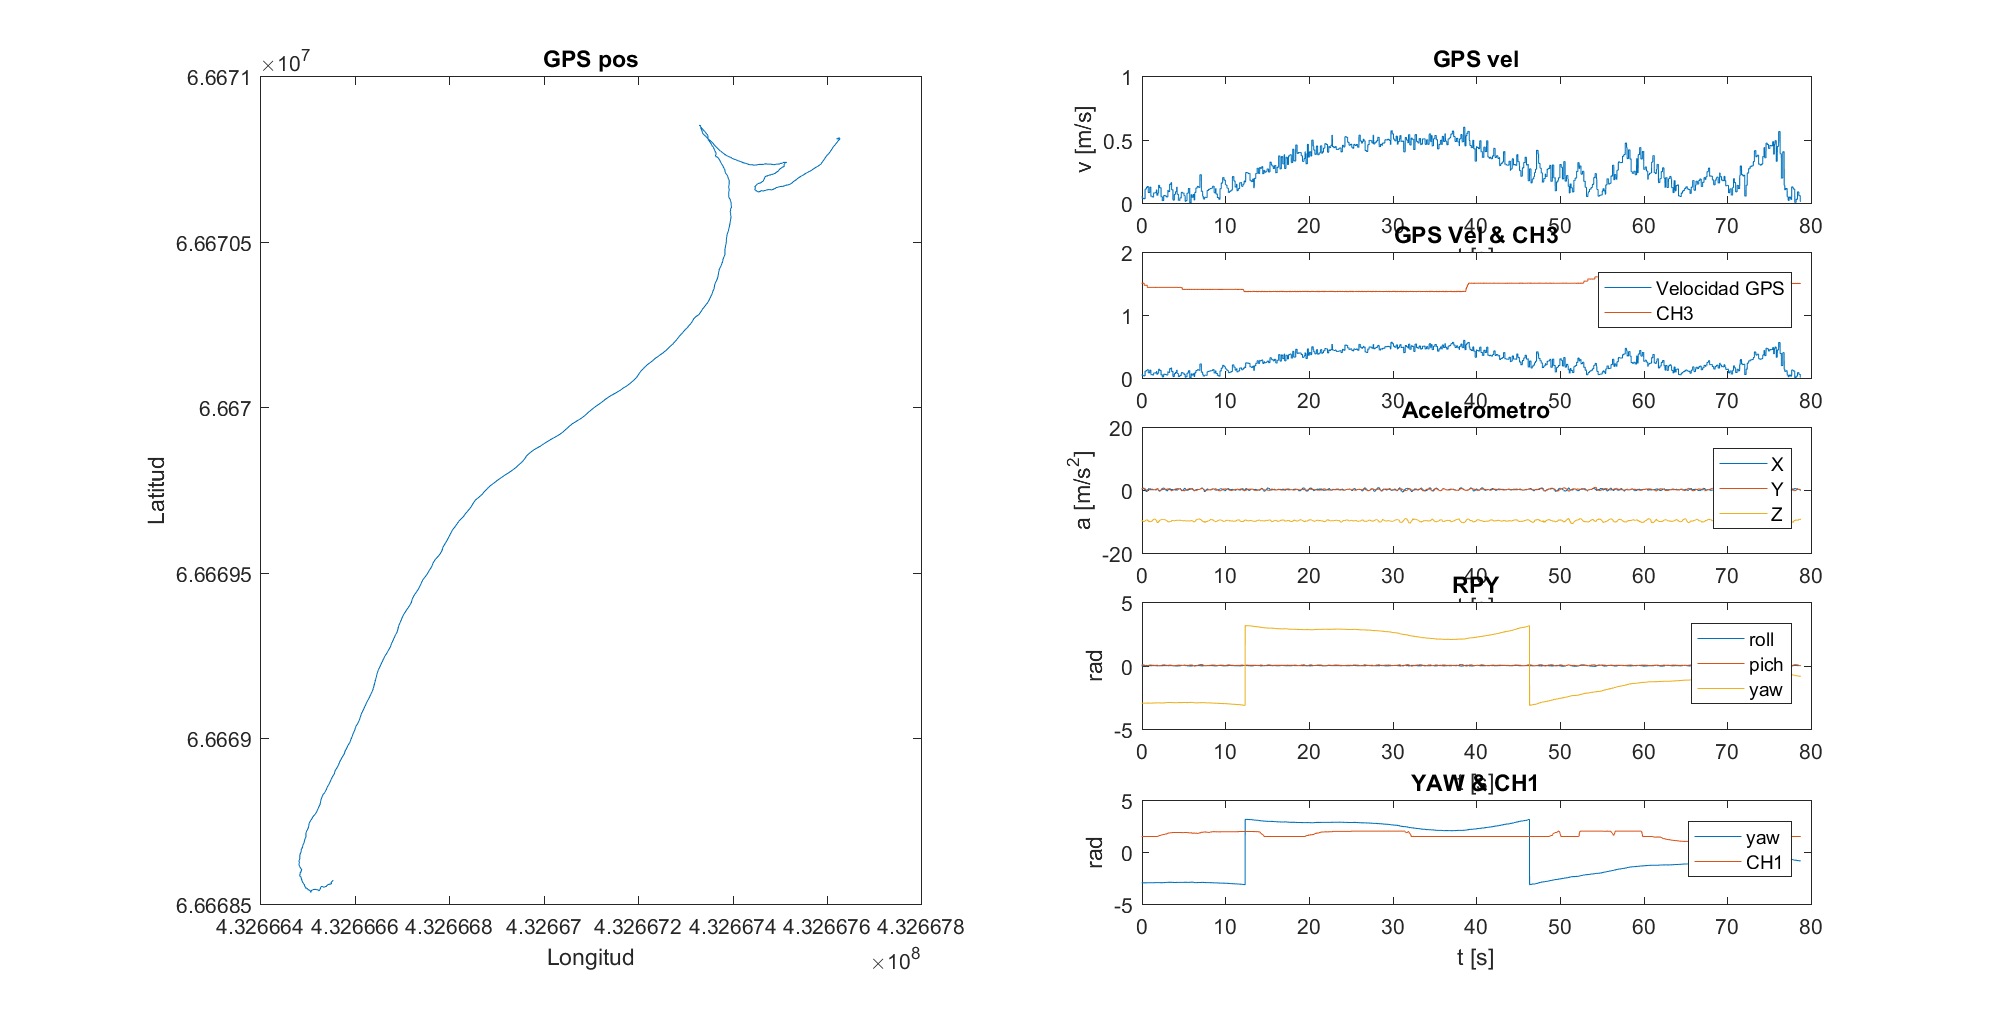 GPS pos
×10^7
6.6671
6.66705
6.667
6.66695
6.6669
6.66685
Latitud
4.326664 4.326666 4.326668 4.32667 4.326672 4.326674 4.326676 4.326678
Longitud
×10^8
GPS vel
1
0.5
0
v [m/s]
0 10 20 30 40 50 60 70 80
t [s]
GPS Vel & CH3
2
1
0
Velocidad GPS
CH3
0 10 20 30 40 50 60 70 80
Acelerometro
20
0
-20
a [m/s^2]
X
Y
Z
0 10 20 30 40 50 60 70 80
t [s]
RPY
5
0
-5
rad
roll
pich
yaw
0 10 20 30 40 50 60 70 80
t [s]
YAW & CH1
5
0
-5
rad
yaw
CH1
0 10 20 30 40 50 60 70 80
t [s]